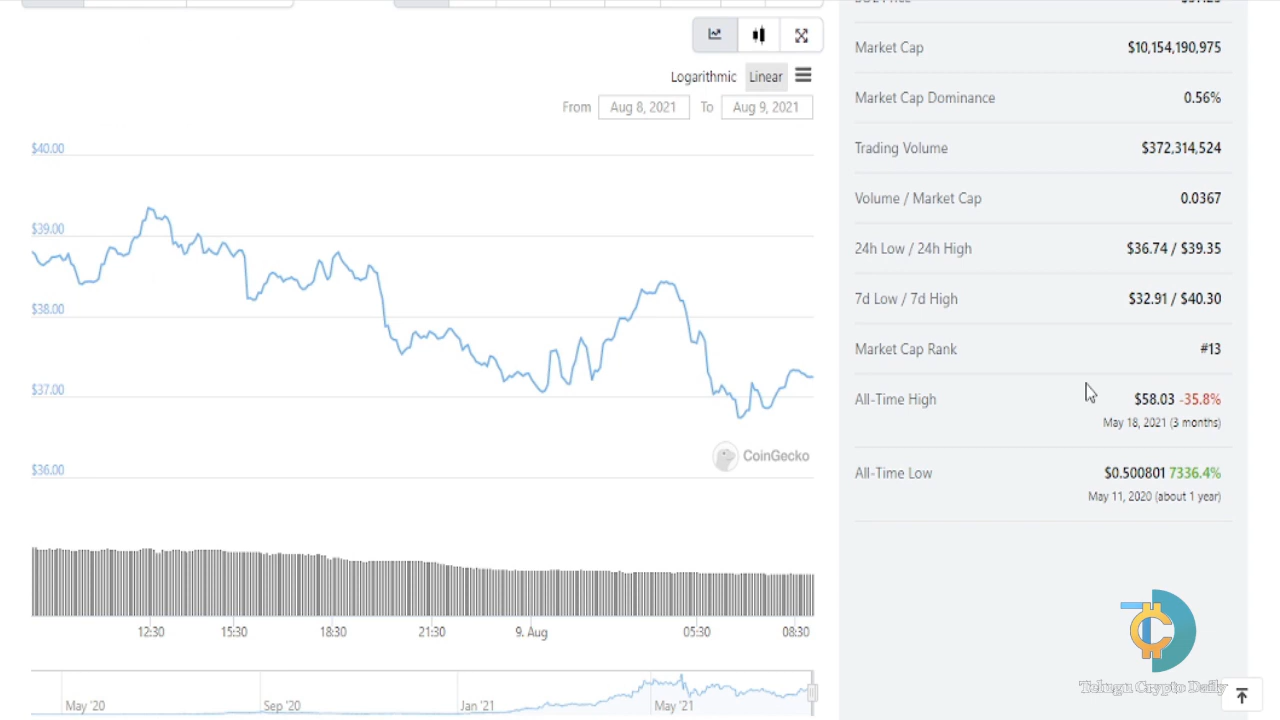 Logarithmic Linear
From Aug 8, 2021 To Aug 9, 2021
$40.00
$39.00
$38.00
$37.00
$36.00
CoinGecko
12:30 15:30 18:30 21:30 9. Aug 05:30 08:30
May '20 Sep '20 Jan '21 May '21
Market Cap $10,154,190,975
Market Cap Dominance 0.56%
Trading Volume $372,314,524
Volume / Market Cap 0.0367
24h Low / 24h High $36.74 / $39.35
7d Low / 7d High $32.91 / $40.30
Market Cap Rank #13
All-Time High $58.03 -35.8%
May 18, 2021 (3 months)
All-Time Low $0.500801 7336.4%
May 11, 2020 (about 1 year)
Telugu Crypto Daily